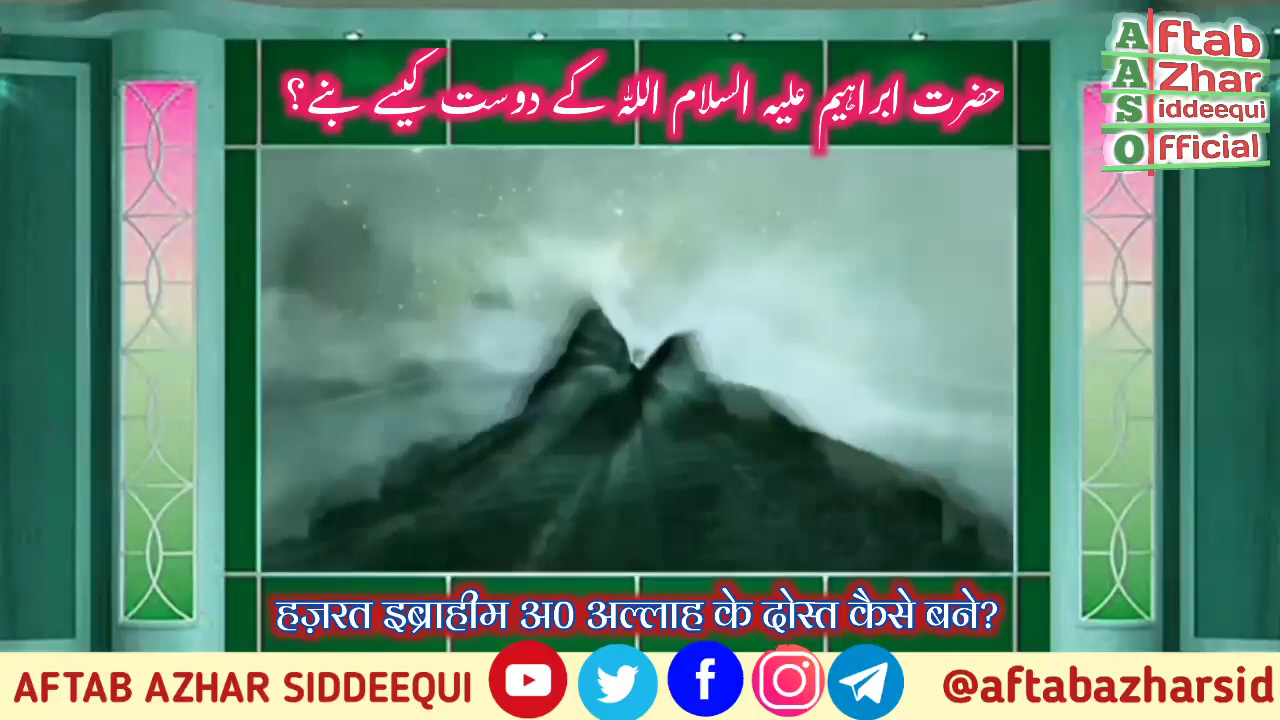 حضرت ابراہیم علیہ السلام اللہ کے دوست کیسے بنے؟
Aftab
AZhar
Siddeequi
Official
हज़रत इब्राहीम अ0 अल्लाह के दोस्त कैसे बने?
AFTAB AZHAR SIDDEEQUI
@aftabazharsid